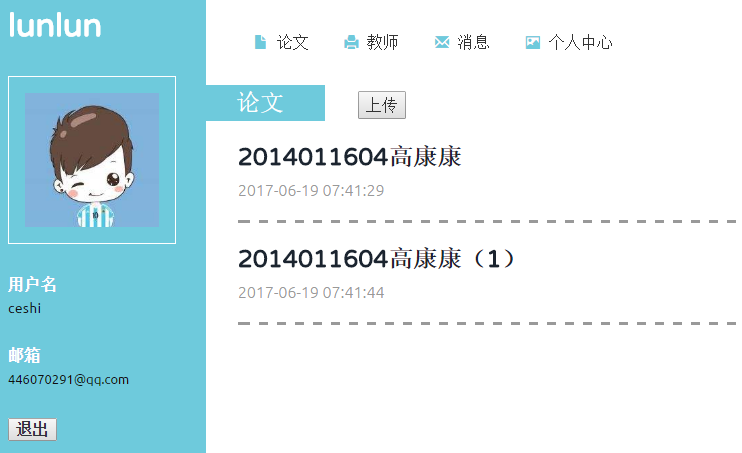 lunlun
论文
教师
消息
个人中心
论文
上传
2014011604高康康
2017-06-19 07:41:29
2014011604高康康（1）
2017-06-19 07:41:44
用户名
ceshi
邮箱
446070291@qq.com
退出